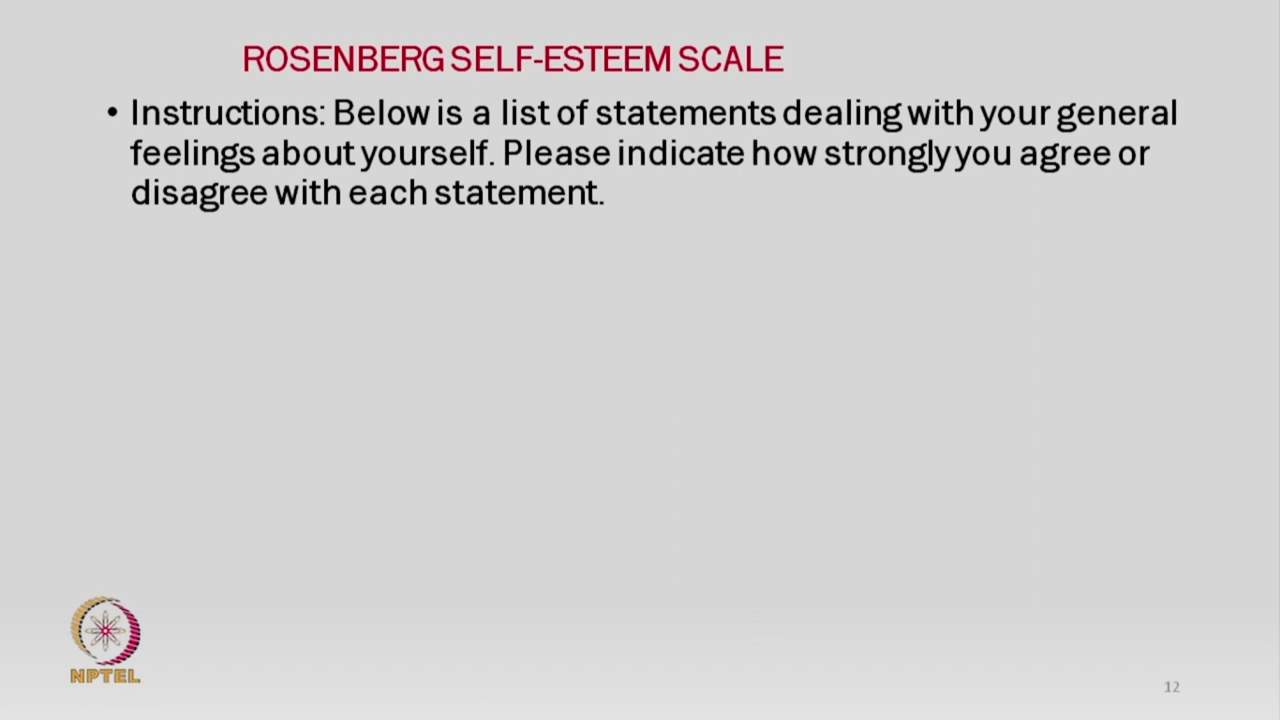 ROSENBERG SELF-ESTEEM SCALE
• Instructions: Below is a list of statements dealing with your general
feelings about yourself. Please indicate how strongly you agree or
disagree with each statement.
NPTEL
12